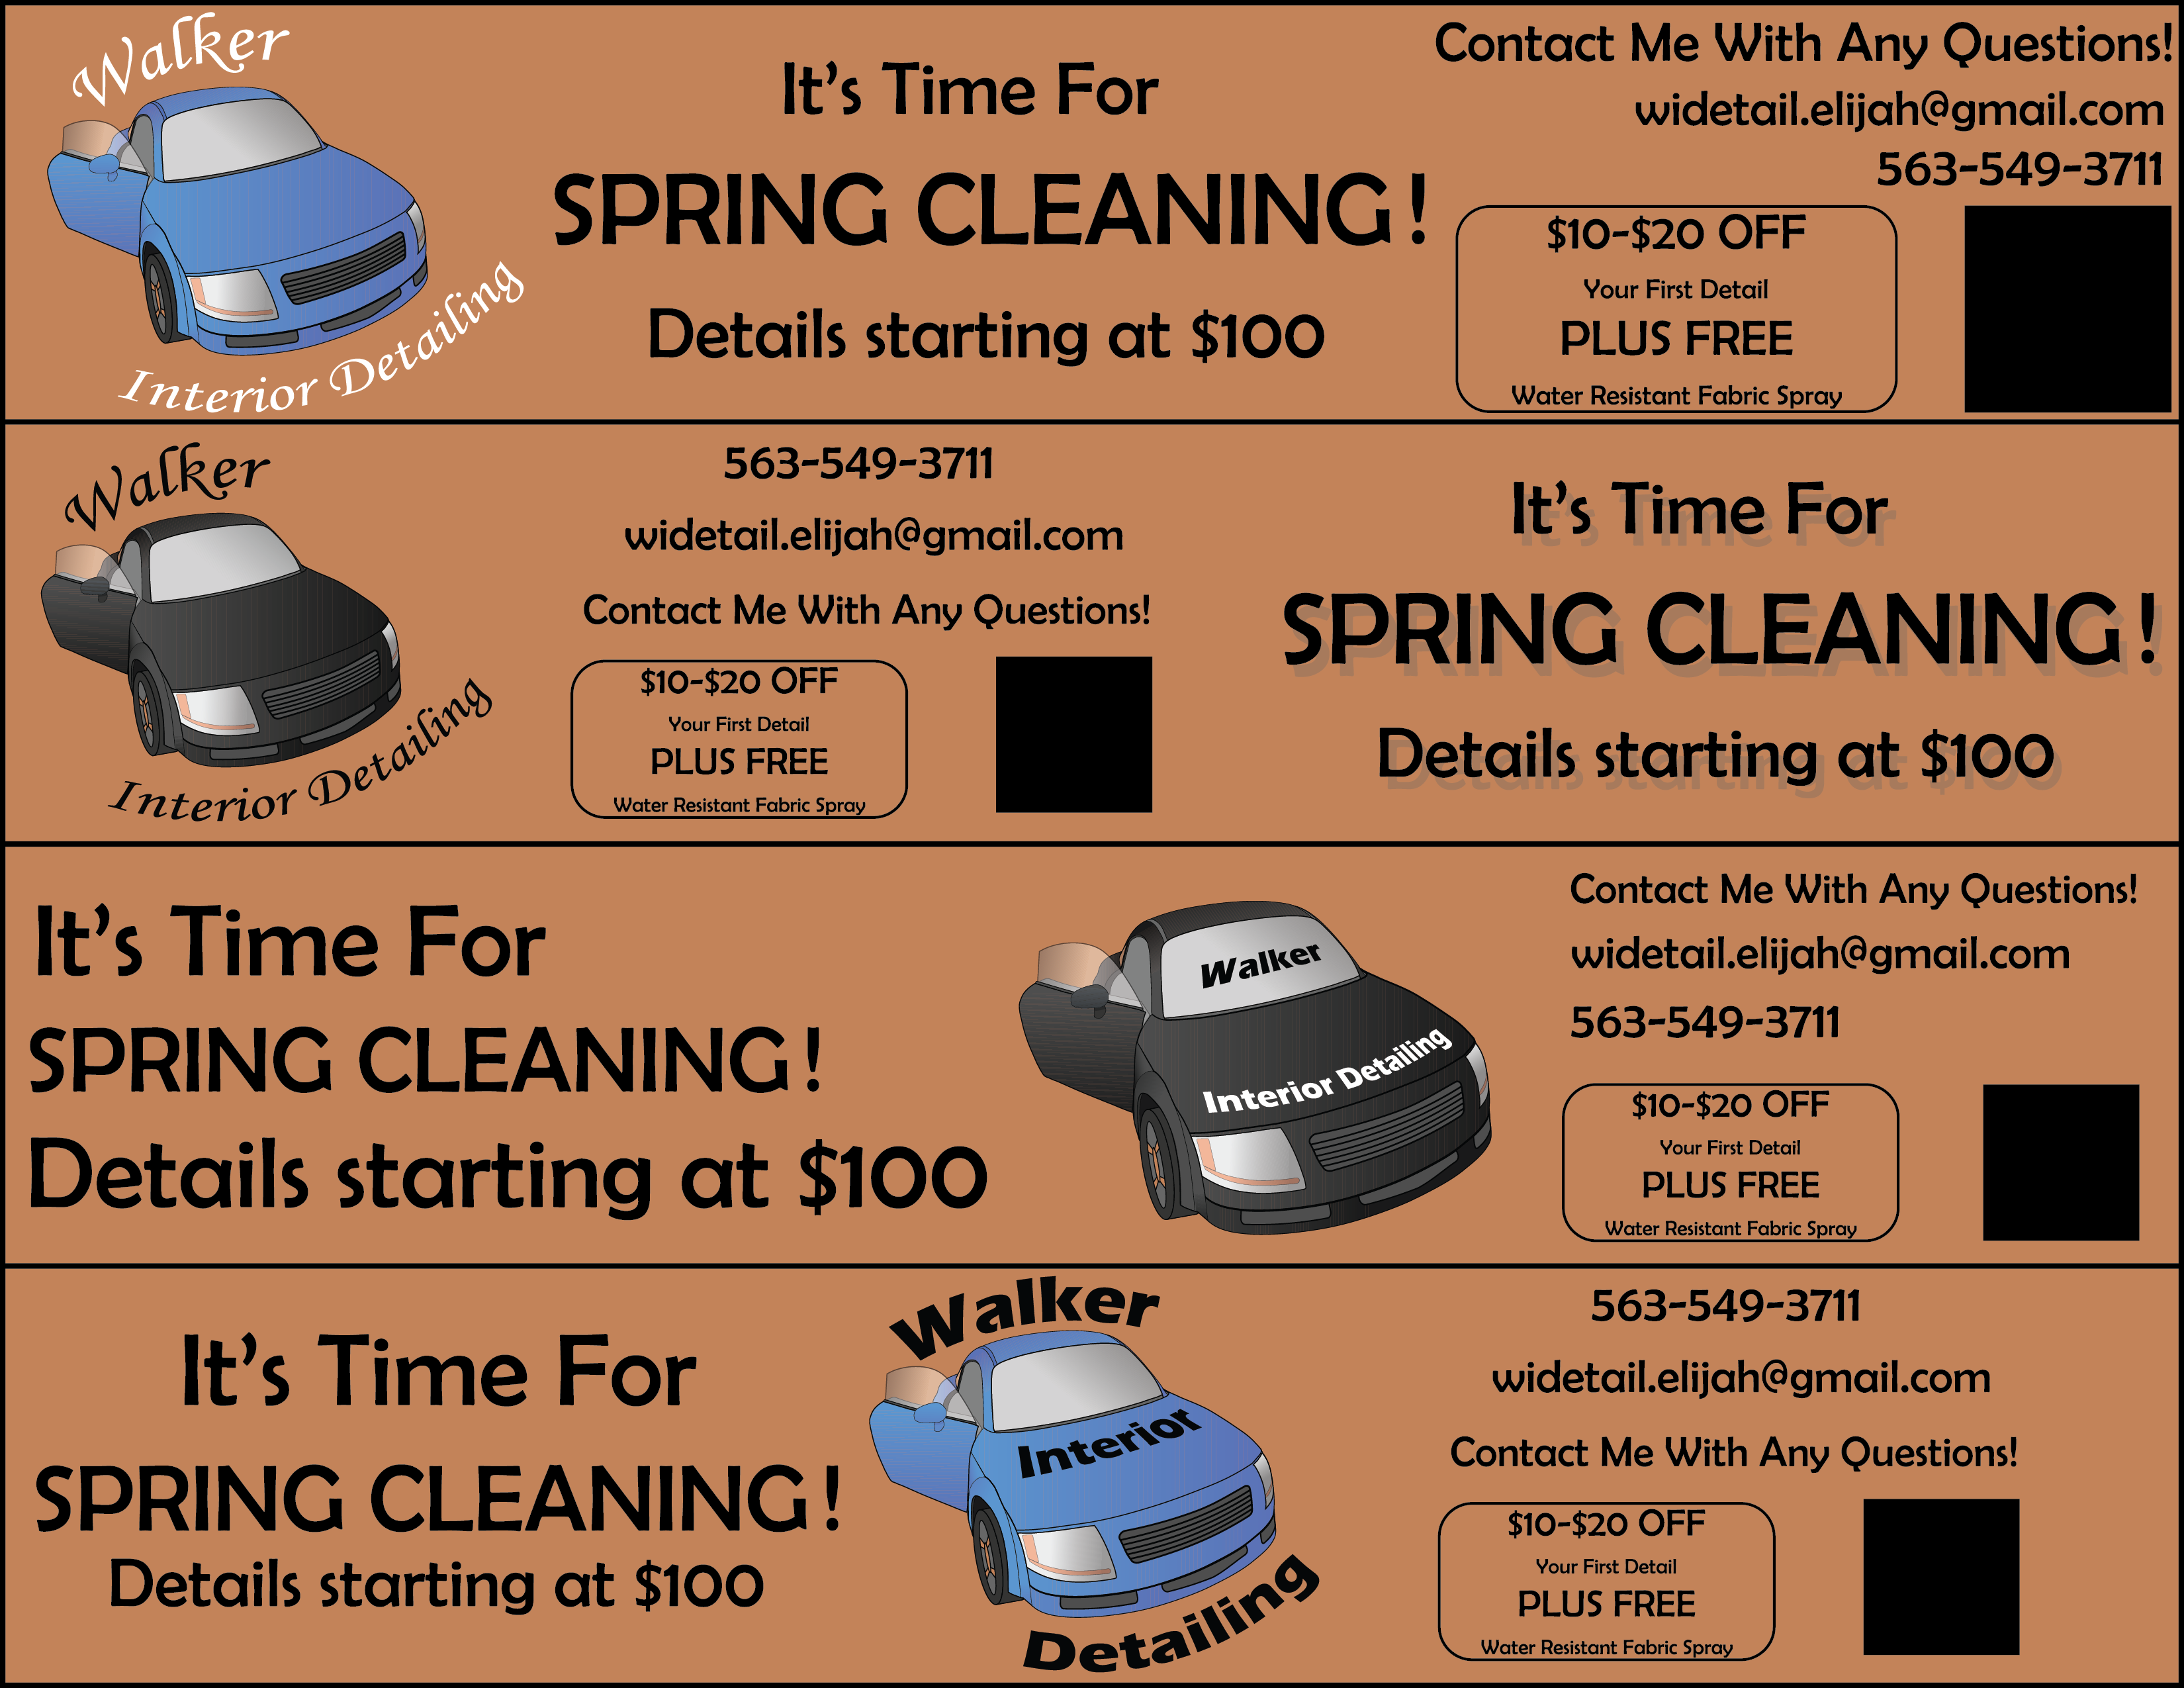 Walker
Interior Detailing
It's Time For
SPRING CLEANING!
Details starting at $100
Contact Me With Any Questions!
widetail.elijah@gmail.com
563-549-3711
$10-$20 OFF
Your First Detail
PLUS FREE
Water Resistant Fabric Spray
Walker
Interior Detailing
563-549-3711
widetail.elijah@gmail.com
Contact Me With Any Questions!
$10-$20 OFF
Your First Detail
PLUS FREE
Water Resistant Fabric Spray
It's Time For
SPRING CLEANING!
Details starting at $100
It's Time For
SPRING CLEANING!
Details starting at $100
Walker
Interior Detailing
Contact Me With Any Questions!
widetail.elijah@gmail.com
563-549-3711
$10-$20 OFF
Your First Detail
PLUS FREE
Water Resistant Fabric Spray
It's Time For
SPRING CLEANING!
Details starting at $100
Walker
Interior
Detailing
563-549-3711
widetail.elijah@gmail.com
Contact Me With Any Questions!
$10-$20 OFF
Your First Detail
PLUS FREE
Water Resistant Fabric Spray